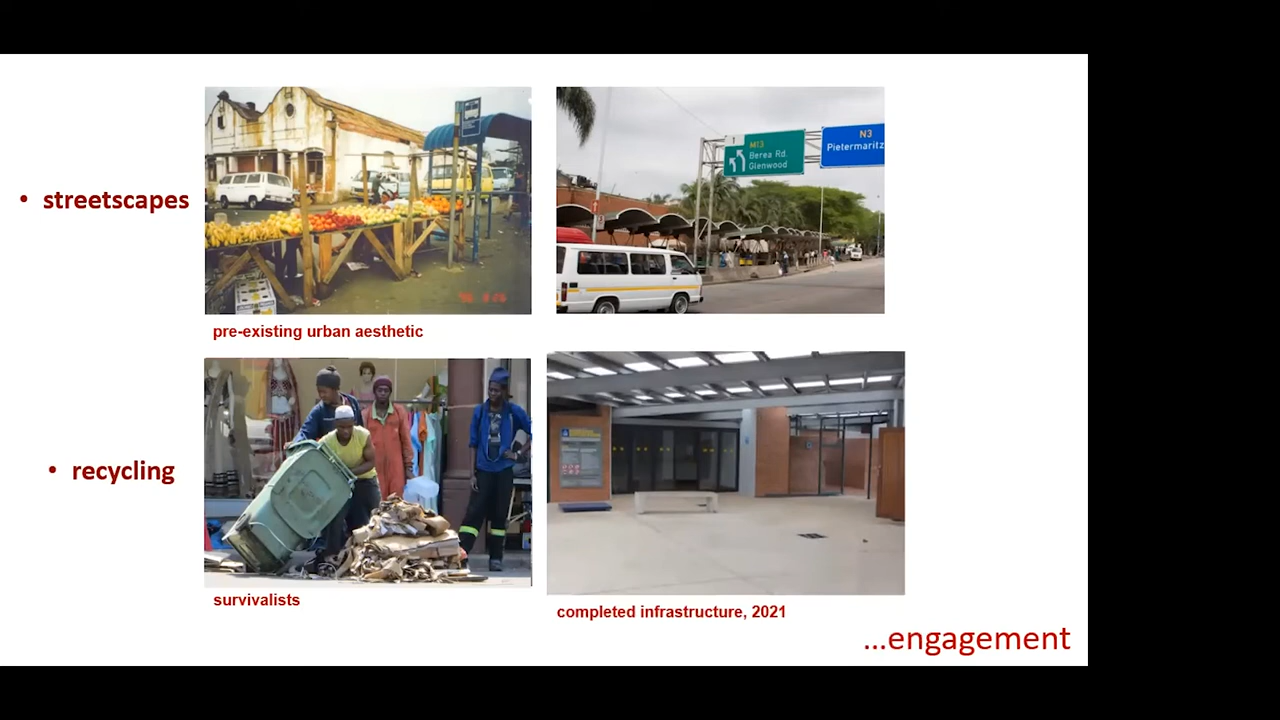 • streetscapes
M13
Berea Rd.
Glenwood
N3
Pietermaritz
pre-existing urban aesthetic
• recycling
survivalists
completed infrastructure, 2021
...engagement